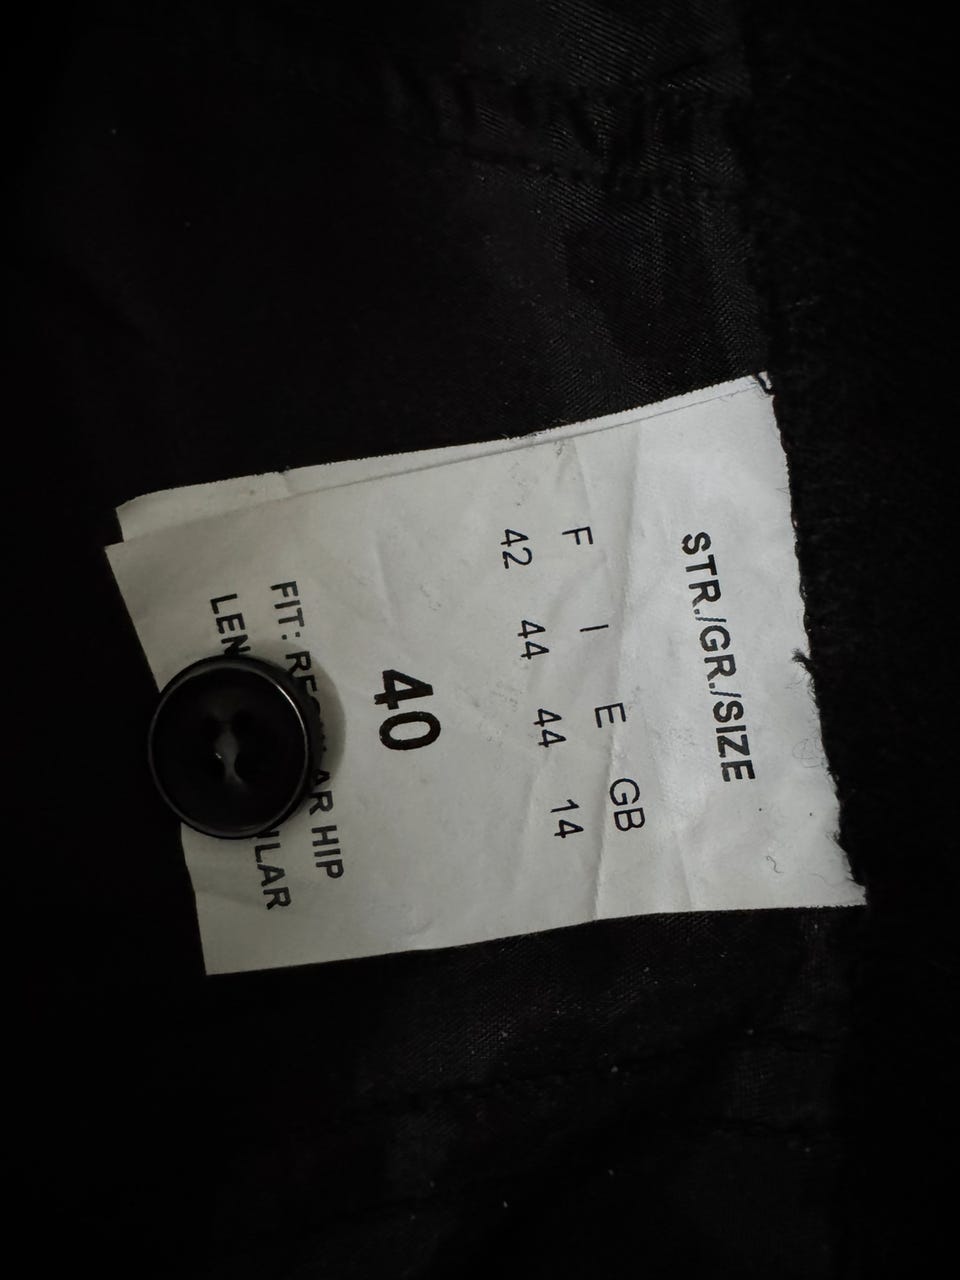 STR./GR./SIZE
F I E GB
42 44 44 14
40
FIT: HIP